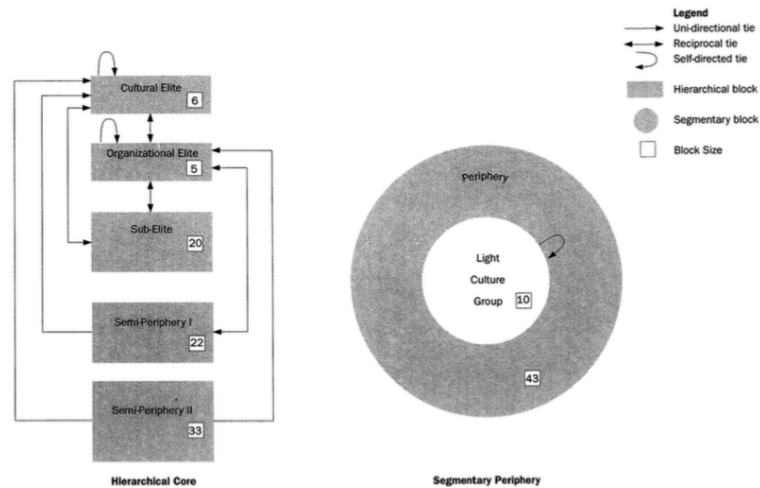 Legend
Uni-directional tie
Reciprocal tie
Self-directed tie
Hierarchical block
Segmentary block
Block Size
Cultural Elite
6
Organizational Elite
5
Sub-Elite
20
Semi-Periphery I
22
Semi-Periphery II
33
Hierarchical Core
Periphery
Light
Culture
Group 10
43
Segmentary Periphery